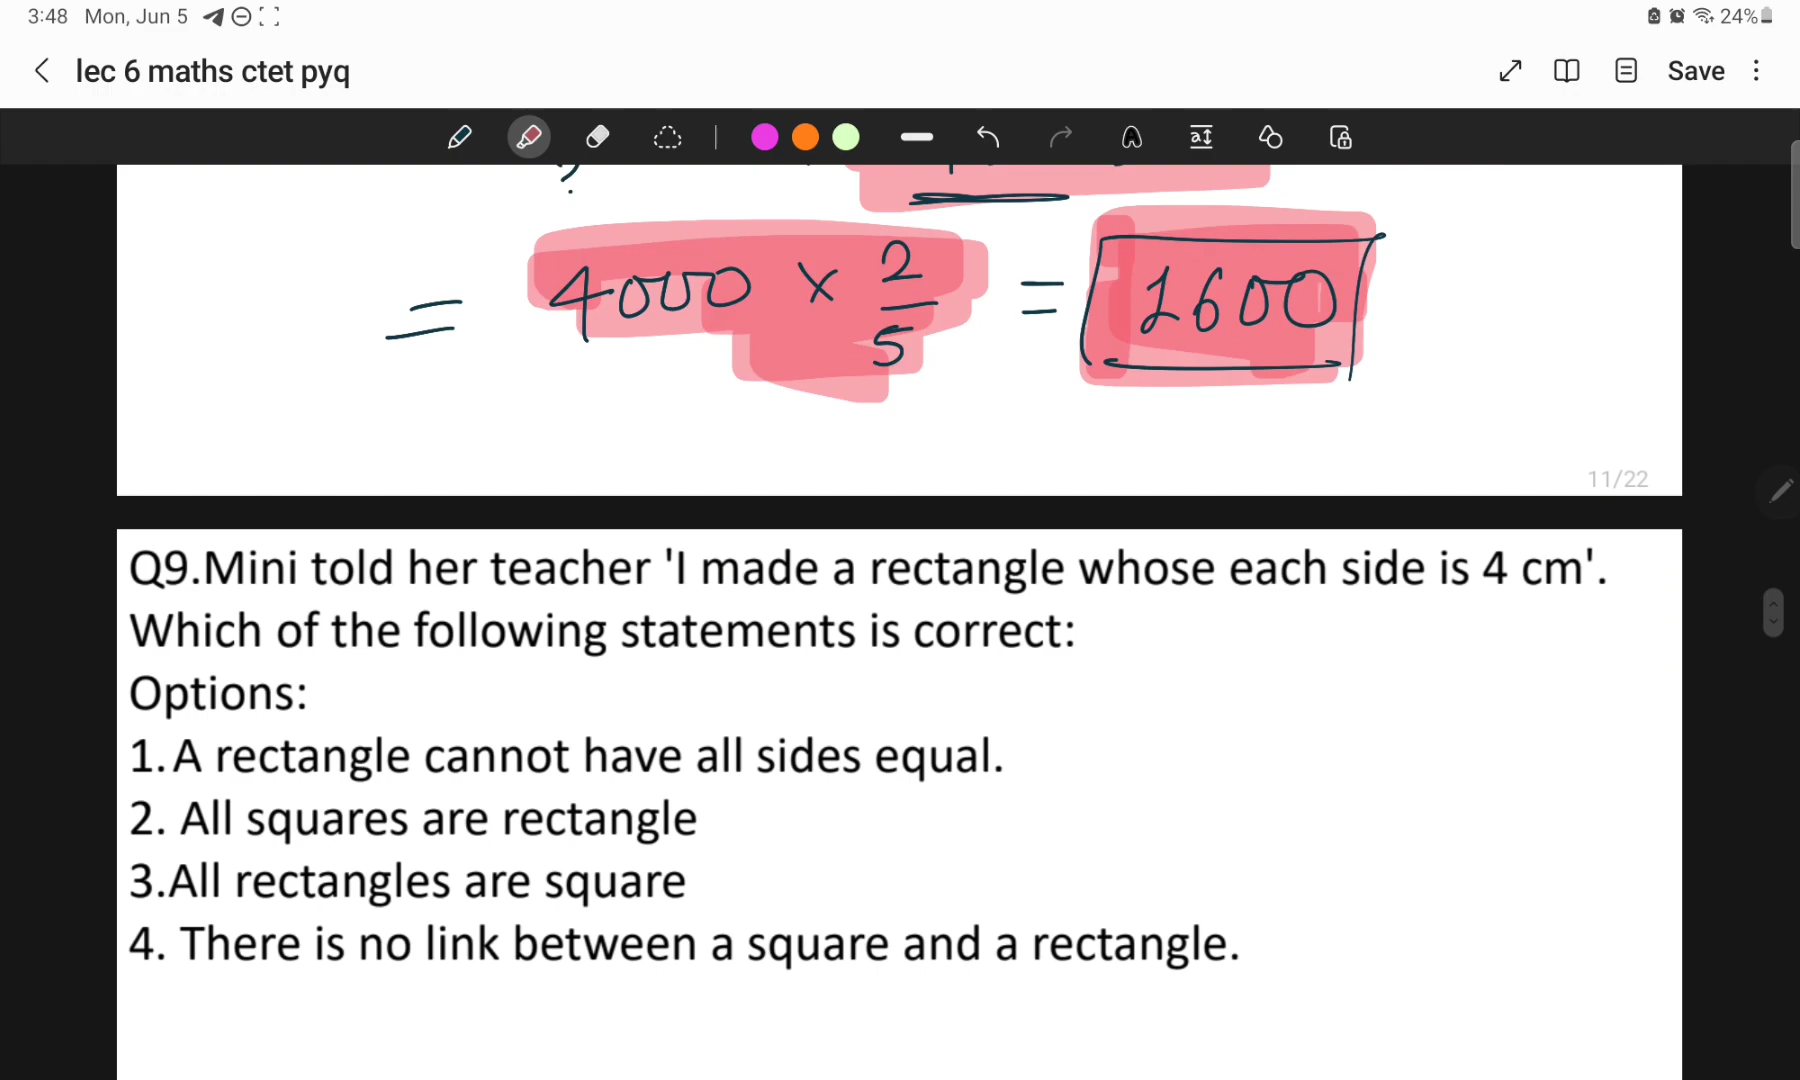 3:48 Mon, Jun 5 24%
lec 6 maths ctet pyq Save
= 4000 × 2/5 = 1600
11/22
Q9.Mini told her teacher 'I made a rectangle whose each side is 4 cm'.
Which of the following statements is correct:
Options:
1. A rectangle cannot have all sides equal.
2. All squares are rectangle
3.All rectangles are square
4. There is no link between a square and a rectangle.